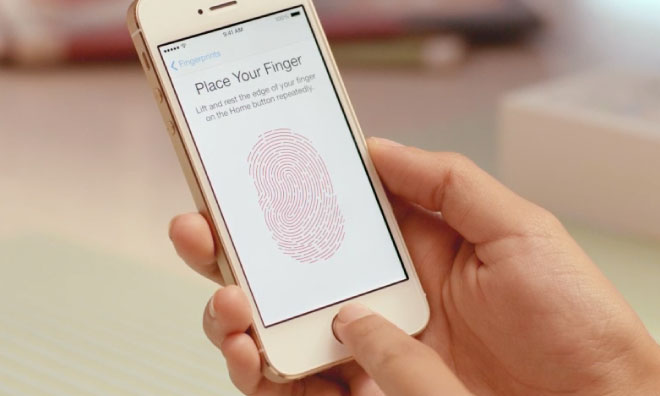 9:41 AM
Fingerprints
Place Your Finger
Lift and rest the edge of your finger
on the Home button repeatedly.